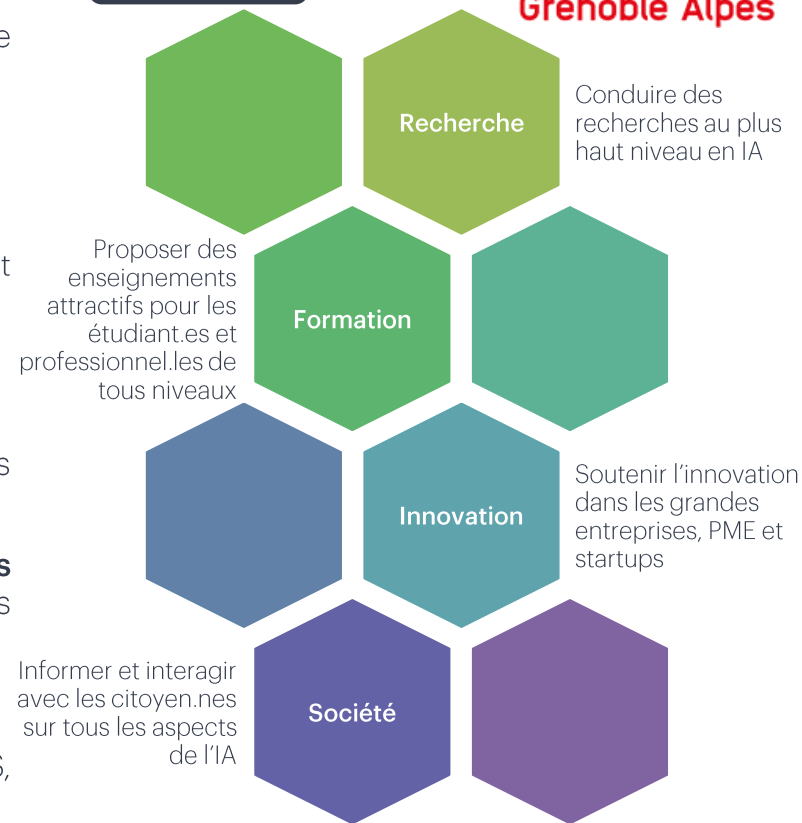 Grenoble Alpes
Recherche
Conduire des
recherches au plus
haut niveau en IA
Proposer des
enseignements
attractifs pour les
étudiant.es et
professionnel.les de
tous niveaux
Formation
Innovation
Soutenir l’innovation
dans les grandes
entreprises, PME et
startups
Informer et interagir
avec les citoyen.nes
sur tous les aspects
de l’IA
Société